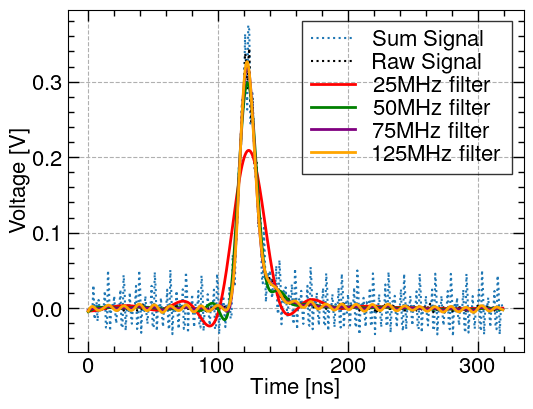 Sum Signal
Raw Signal
25MHz filter
50MHz filter
75MHz filter
125MHz filter
Voltage [V]
0.3
0.2
0.1
0.0
0
100
200
300
Time [ns]